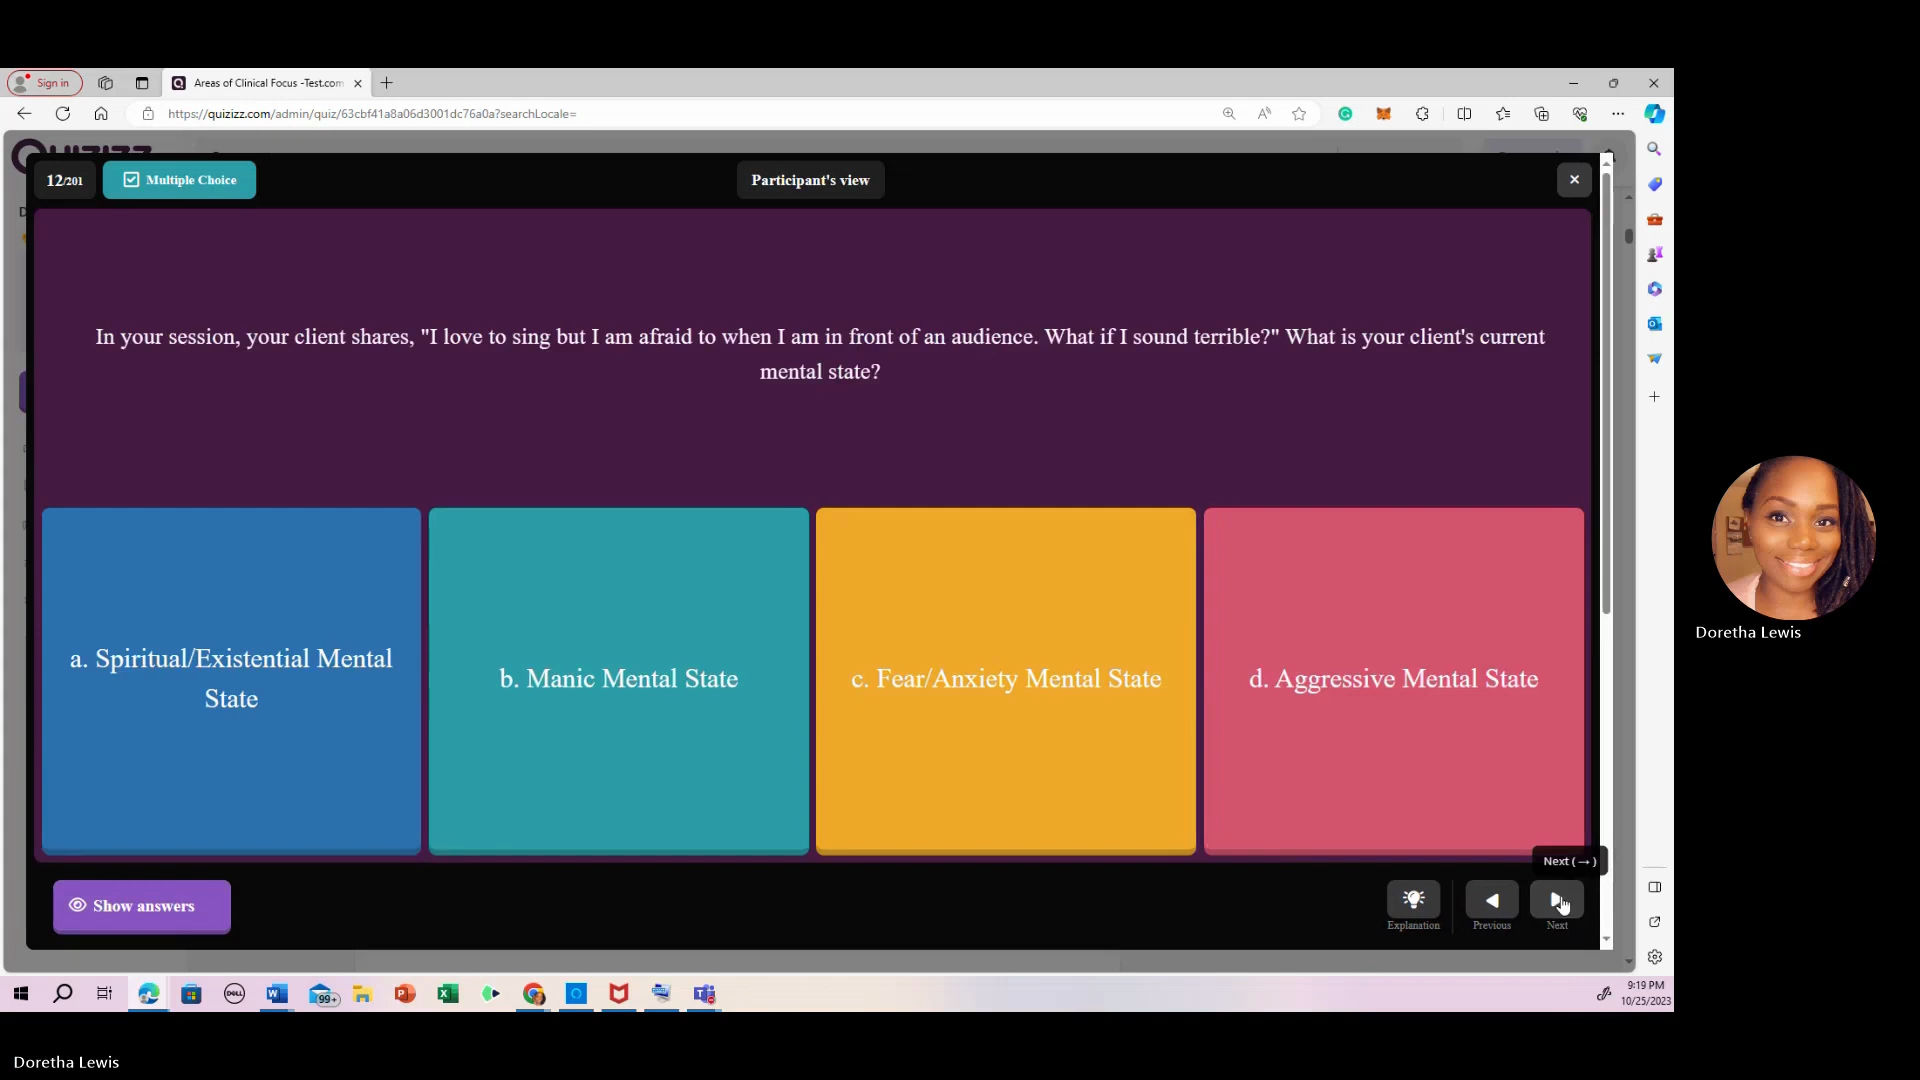 Sign in
Areas of Clinical Focus -Test.com
https://quizizz.com/admin/quiz/63cbf41a8a06d3001dc76a0a?searchLocale=
12/201
Multiple Choice
Participant's view
In your session, your client shares, "I love to sing but I am afraid to when I am in front of an audience. What if I sound terrible?" What is your client's current
mental state?
a. Spiritual/Existential Mental
State
b. Manic Mental State
c. Fear/Anxiety Mental State
d. Aggressive Mental State
Next (→)
Show answers
Explanation
Previous
Next
Doretha Lewis
DELL
99+
9:19 PM
10/25/2023
Doretha Lewis